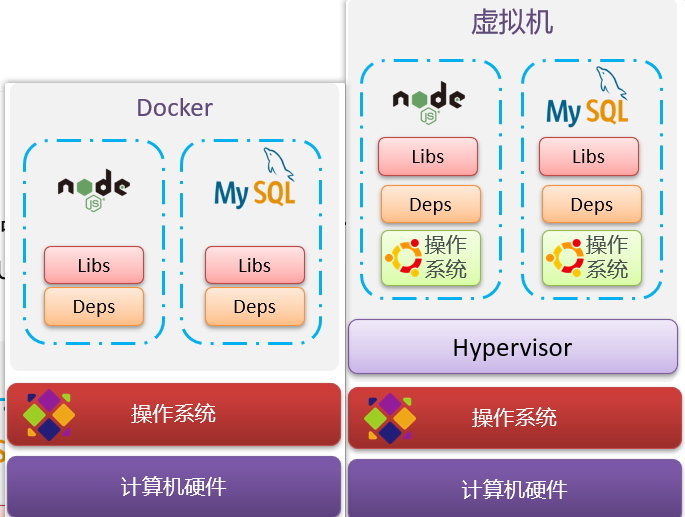 Docker
node
JS
MySQL
Libs
Libs
Deps
Deps
操作系统
计算机硬件
虚拟机
node
JS
MySQL
Libs
Libs
Deps
Deps
操作
系统
操作
系统
Hypervisor
操作系统
计算机硬件